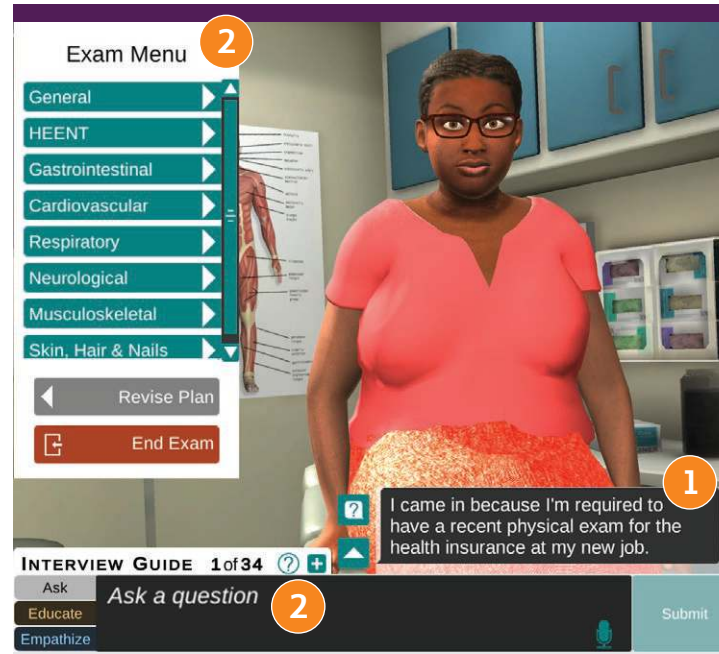 Exam Menu
2
General
HEENT
Gastrointestinal
Cardiovascular
Respiratory
Neurological
Musculoskeletal
Skin, Hair & Nails
Revise Plan
End Exam
1
?
I came in because I'm required to
have a recent physical exam for the
health insurance at my new job.
INTERVIEW GUIDE 1 of 34 ? +
Ask
Educate
Empathize
Ask a question
2
Submit